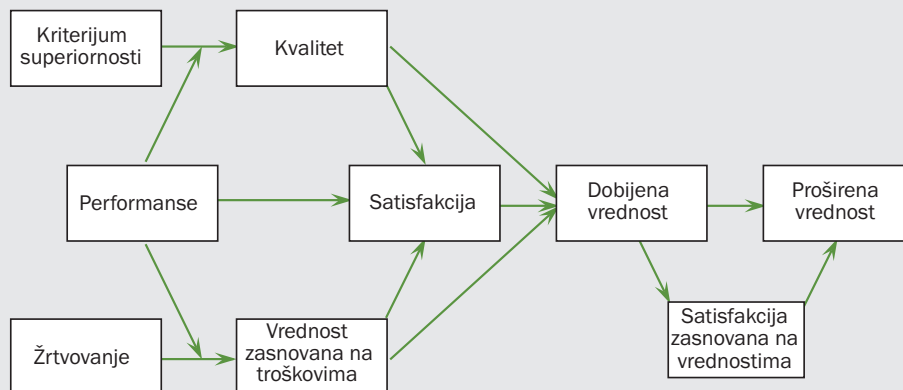 Kriterijum
superiornosti
Kvalitet
Performanse
Satisfakcija
Dobijena
vrednost
Proširena
vrednost
Žrtvovanje
Vrednost
zasnovana na
troškovima
Satisfakcija
zasnovana na
vrednostima